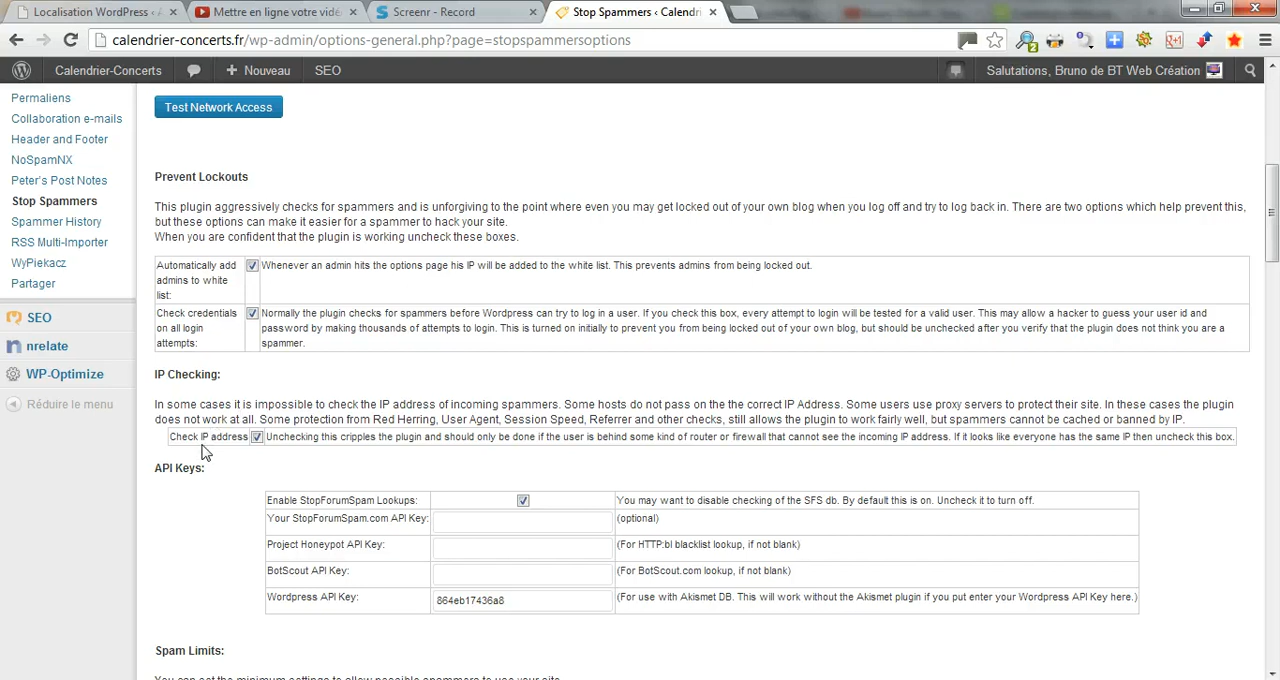 Localisation WordPress ‹
Mettre en ligne votre vidé
Screenr - Record
Stop Spammers ‹ Calendri
calendrier-concerts.fr/wp-admin/options-general.php?page=stopspammersoptions
Calendrier-Concerts
+ Nouveau
SEO
Salutations, Bruno de BT Web Création
Permaliens
Collaboration e-mails
Header and Footer
NoSpamNX
Peter's Post Notes
Stop Spammers
Spammer History
RSS Multi-Importer
WyPiekacz
Partager
SEO
nrelate
WP-Optimize
Réduire le menu
Test Network Access
Prevent Lockouts
This plugin aggressively checks for spammers and is unforgiving to the point where even you may get locked out of your own blog when you log off and try to log back in. There are two options which help prevent this,
but these options can make it easier for a spammer to hack your site.
When you are confident that the plugin is working uncheck these boxes.
Automatically add
admins to white
list:
Whenever an admin hits the options page his IP will be added to the white list. This prevents admins from being locked out.
Check credentials
on all login
attempts:
Normally the plugin checks for spammers before Wordpress can try to log in a user. If you check this box, every attempt to login will be tested for a valid user. This may allow a hacker to guess your user id and
password by making thousands of attempts to login. This is turned on initially to prevent you from being locked out of your own blog, but should be unchecked after you verify that the plugin does not think you are a
spammer.
IP Checking:
In some cases it is impossible to check the IP address of incoming spammers. Some hosts do not pass on the the correct IP Address. Some users use proxy servers to protect their site. In these cases the plugin
does not work at all. Some protection from Red Herring, User Agent, Session Speed, Referrer and other checks, still allows the plugin to work fairly well, but spammers cannot be cached or banned by IP.
Check IP address
Unchecking this cripples the plugin and should only be done if the user is behind some kind of router or firewall that cannot see the incoming IP address. If it looks like everyone has the same IP then uncheck this box.
API Keys:
Enable StopForumSpam Lookups:
You may want to disable checking of the SFS db. By default this is on. Uncheck it to turn off.
Your StopForumSpam.com API Key:
(optional)
Project Honeypot API Key:
(For HTTP:bl blacklist lookup, if not blank)
BotScout API Key:
(For BotScout.com lookup, if not blank)
Wordpress API Key:
864eb17436a8
(For use with Akismet DB. This will work without the Akismet plugin if you put enter your Wordpress API Key here.)
Spam Limits:
You can set the minimum settings to allow possible spammers to use your site.